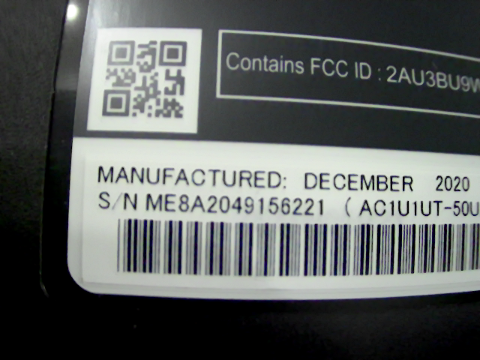 Contains FCC ID : 2AU3BU9W
MANUFACTURED: DECEMBER 2020
S/N ME8A2049156221 ( AC1U1UT-50U